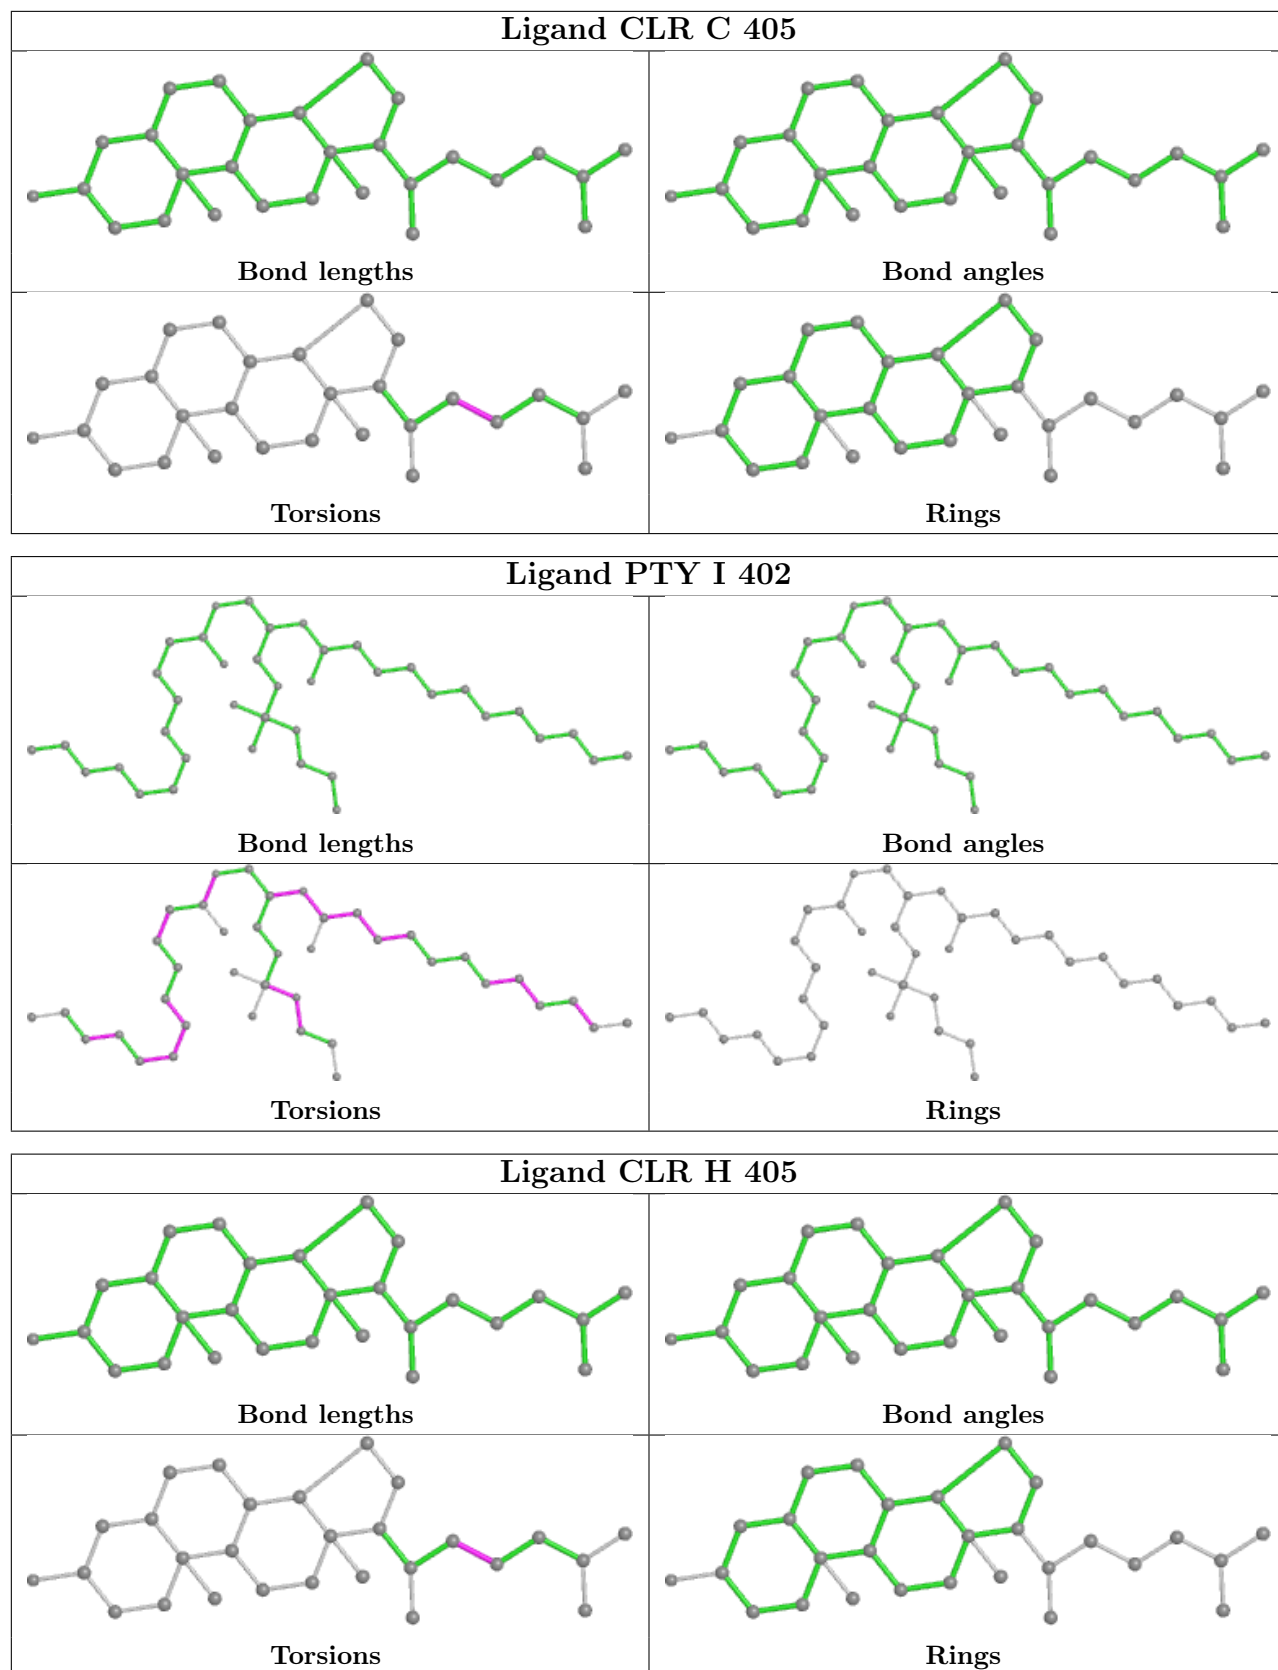 Ligand CLR C 405
Bond lengths
Bond angles
Torsions
Rings
Ligand PTY I 402
Bond lengths
Bond angles
Torsions
Rings
Ligand CLR H 405
Bond lengths
Bond angles
Torsions
Rings